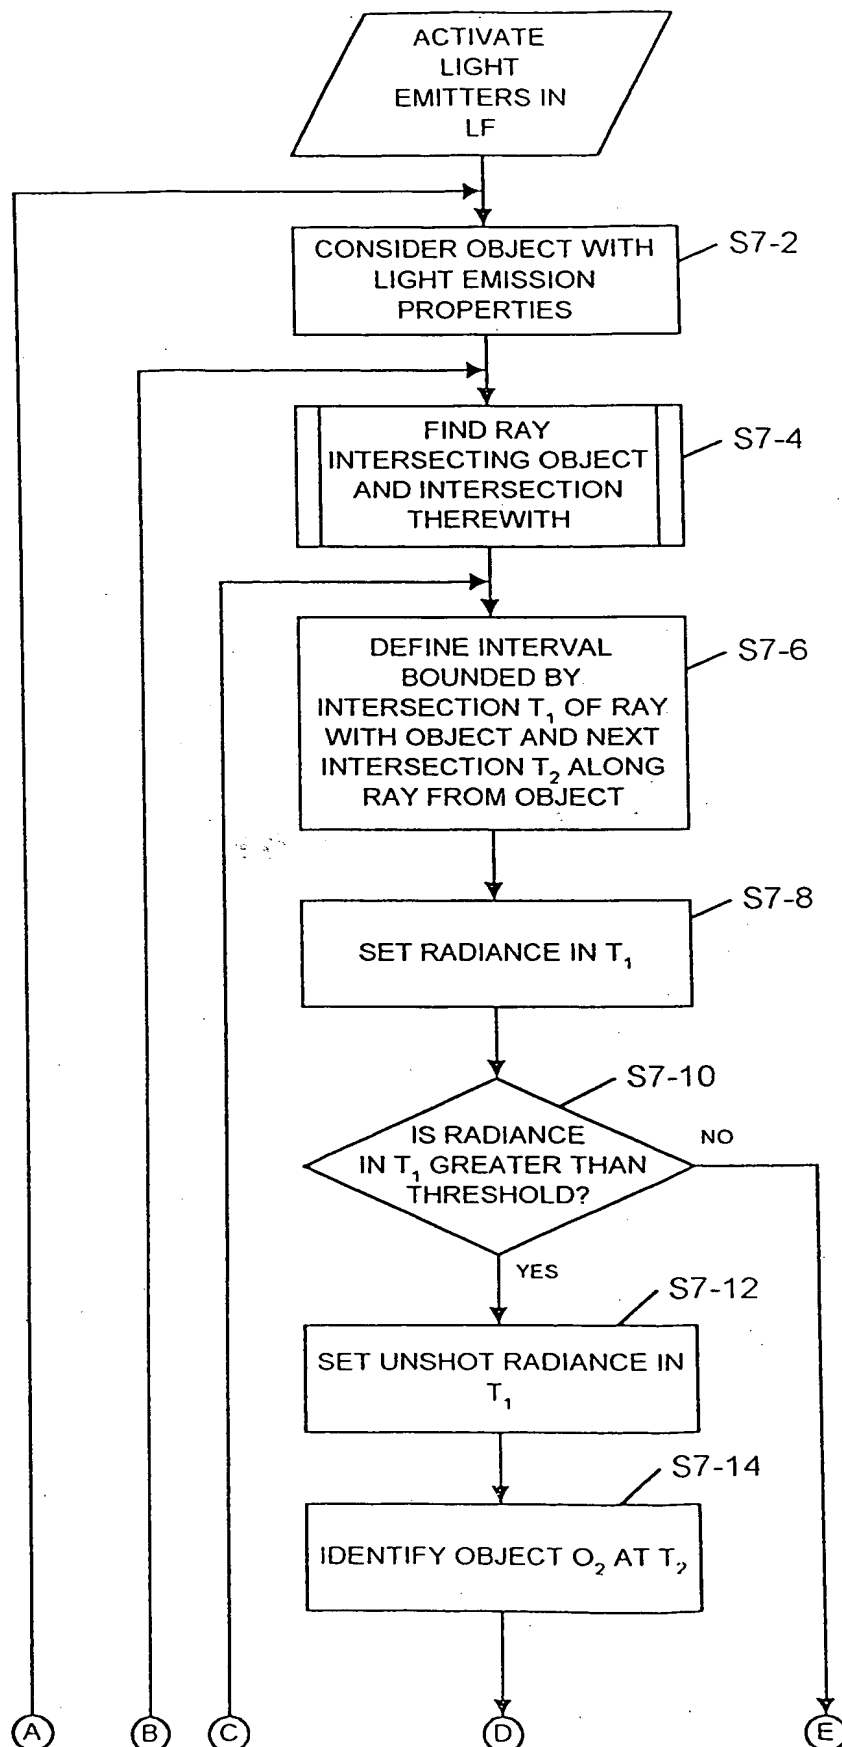 ACTIVATE
LIGHT
EMITTERS IN
LF
CONSIDER OBJECT WITH
LIGHT EMISSION
PROPERTIES
S7-2
FIND RAY
INTERSECTING OBJECT
AND INTERSECTION
THEREWITH
S7-4
DEFINE INTERVAL
BOUNDED BY
INTERSECTION T₁ OF RAY
WITH OBJECT AND NEXT
INTERSECTION T₂ ALONG
RAY FROM OBJECT
S7-6
SET RADIANCE IN T₁
S7-8
IS RADIANCE
IN T₁ GREATER THAN
THRESHOLD?
S7-10
NO
YES
SET UNSHOT RADIANCE IN
T₁
S7-12
IDENTIFY OBJECT O₂ AT T₂
S7-14
A
B
C
D
E